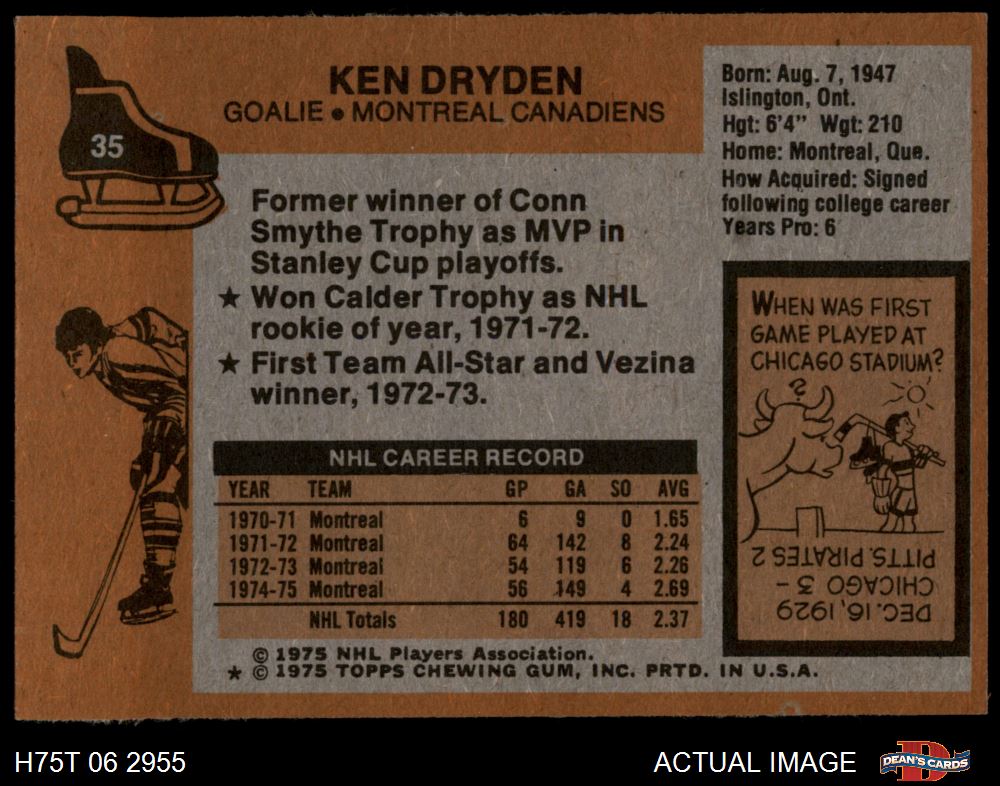 35
KEN DRYDEN
GOALIE • MONTREAL CANADIENS
Born: Aug. 7, 1947
Islington, Ont.
Hgt: 6'4" Wgt: 210
Home: Montreal, Que.
How Acquired: Signed
following college career
Years Pro: 6
Former winner of Conn
Smythe Trophy as MVP in
Stanley Cup playoffs.
★ Won Calder Trophy as NHL
rookie of year, 1971-72.
★ First Team All-Star and Vezina
winner, 1972-73.
NHL CAREER RECORD
YEAR TEAM GP GA SO AVG
1970-71 Montreal 6 9 0 1.65
1971-72 Montreal 64 142 8 2.24
1972-73 Montreal 54 119 6 2.26
1974-75 Montreal 56 149 4 2.69
NHL Totals 180 419 18 2.37
© 1975 NHL Players Association.
★ © 1975 TOPPS CHEWING GUM, INC. PRTD. IN U.S.A.
WHEN WAS FIRST
GAME PLAYED AT
CHICAGO STADIUM?
?
DEC. 16, 1929
CHICAGO 3 –
PITTS. PIRATES 2
H75T 06 2955
ACTUAL IMAGE
D
DEAN'S CARDS